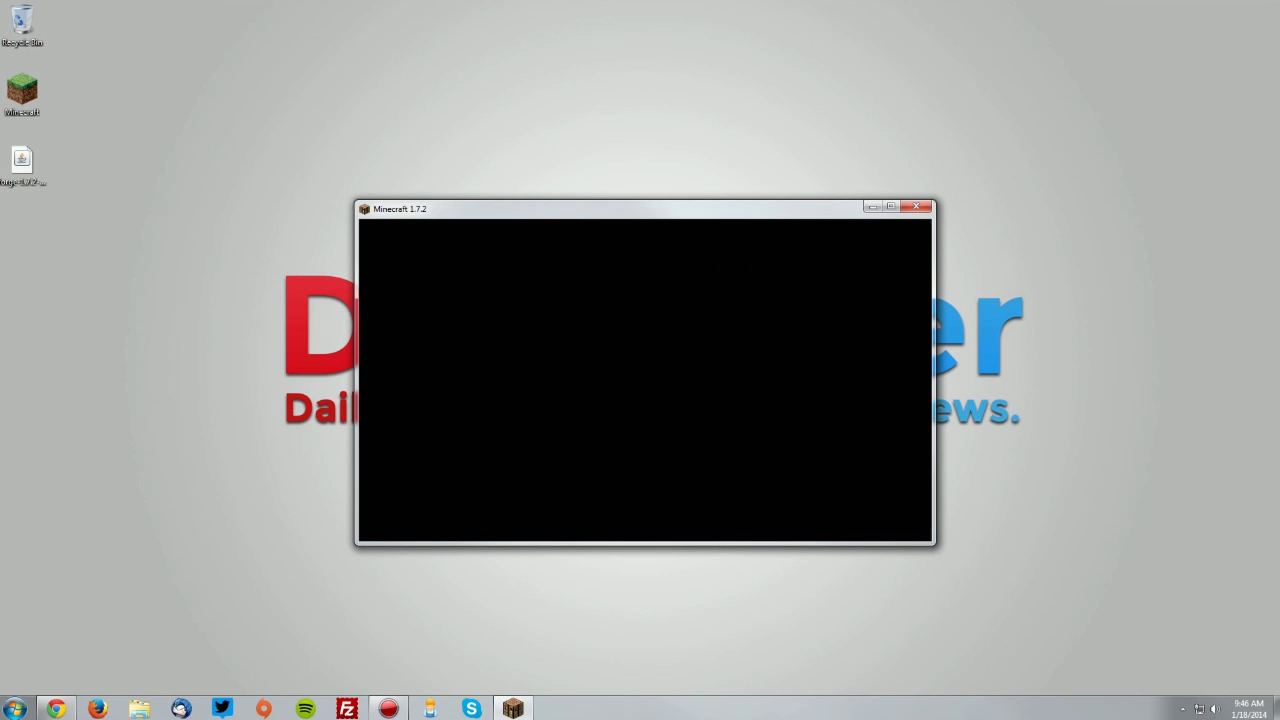 Recycle Bin
Minecraft
Minecraft 1.7.2
D
er
Dail
ews.
9:46 AM
1/18/2014